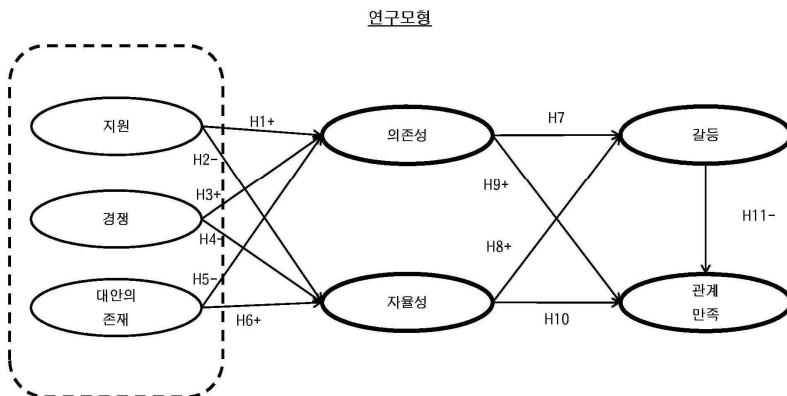 연구모형
지원
경쟁
대안의
존재
H1+
H2-
H3+
H4-
H5-
H6+
의존성
자율성
H7
H9+
H8+
H10
갈등
H11-
관계
만족